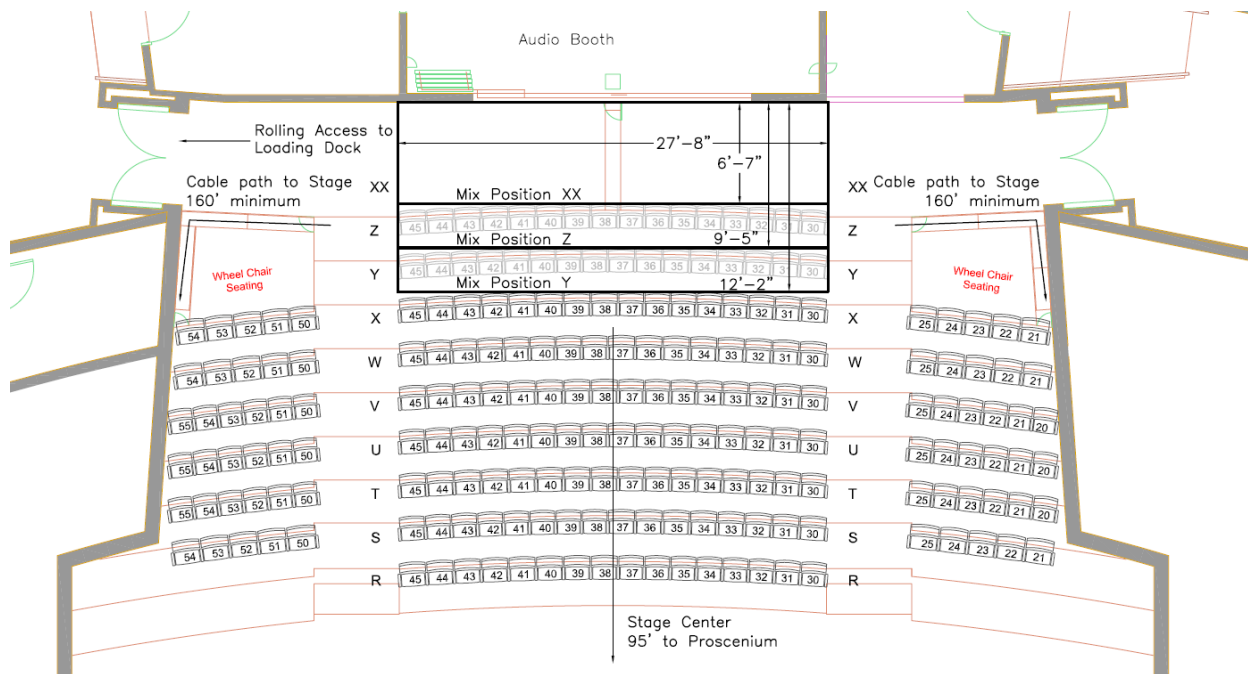 Audio Booth
Rolling Access to
Loading Dock
27'-8"
6'-7"
Cable path to Stage
160' minimum
XX
Mix Position XX
XX
Cable path to Stage
160' minimum
45 44 43 42 41 40 39 38 37 36 35 34 33 32 31 30
Z
Mix Position Z
9'-5"
Z
Wheel Chair
Seating
45 44 43 42 41 40 39 38 37 36 35 34 33 32 31 30
Wheel Chair
Seating
Y
Mix Position Y
12'-2"
Y
54 53 52 51 50
X
45 44 43 42 41 40 39 38 37 36 35 34 33 32 31 30
X
25 24 23 22 21
54 53 52 51 50
W
45 44 43 42 41 40 39 38 37 36 35 34 33 32 31 30
W
25 24 23 22 21
55 54 53 52 51 50
V
45 44 43 42 41 40 39 38 37 36 35 34 33 32 31 30
V
25 24 23 22 21 20
55 54 53 52 51 50
U
45 44 43 42 41 40 39 38 37 36 35 34 33 32 31 30
U
25 24 23 22 21 20
55 54 53 52 51 50
T
45 44 43 42 41 40 39 38 37 36 35 34 33 32 31 30
T
25 24 23 22 21 20
54 53 52 51 50
S
45 44 43 42 41 40 39 38 37 36 35 34 33 32 31 30
S
25 24 23 22 21
R
45 44 43 42 41 40 39 38 37 36 35 34 33 32 31 30
R
Stage Center
95' to Proscenium